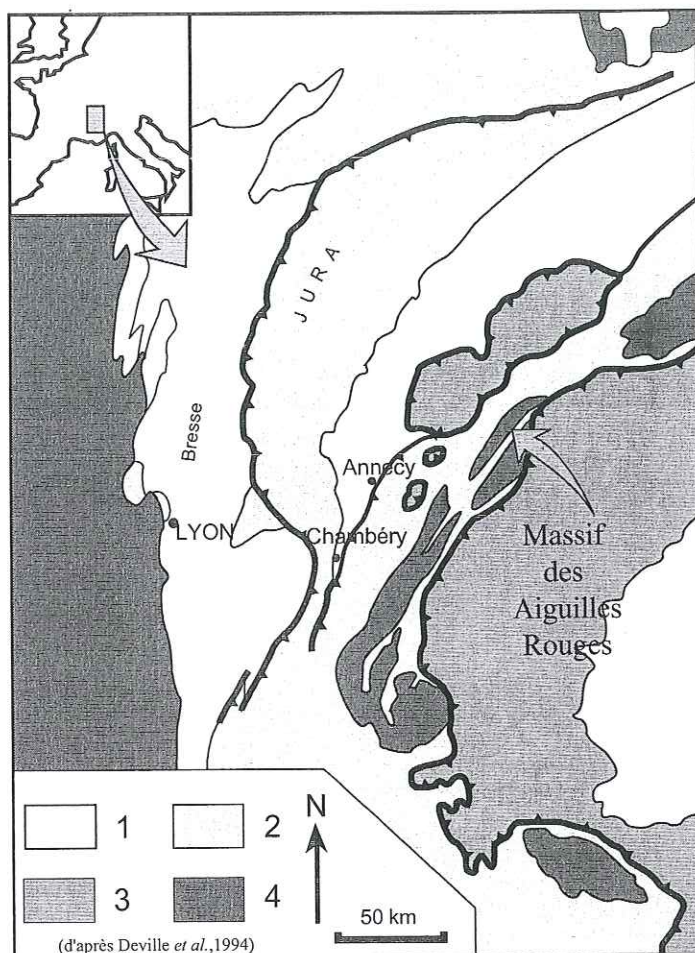 JURA
Bresse
Annecy
LYON
Chambéry
Massif
des
Aiguilles
Rouges
1
2
N
3
4
50 km
(d'après Deville et al.,1994)